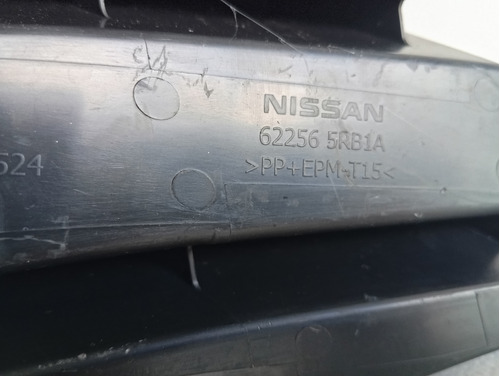 NISSAN
62256 5RB1A
>PP+EPM-T15<
524